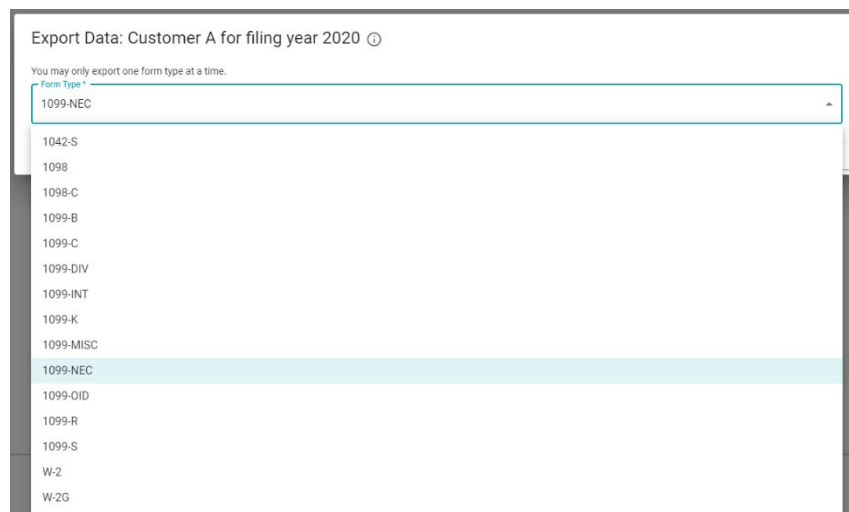 Export Data: Customer A for filing year 2020
You may only export one form type at a time.
Form Type *
1099-NEC
1042-S
1098
1098-C
1099-B
1099-C
1099-DIV
1099-INT
1099-K
1099-MISC
1099-NEC
1099-OID
1099-R
1099-S
W-2
W-2G